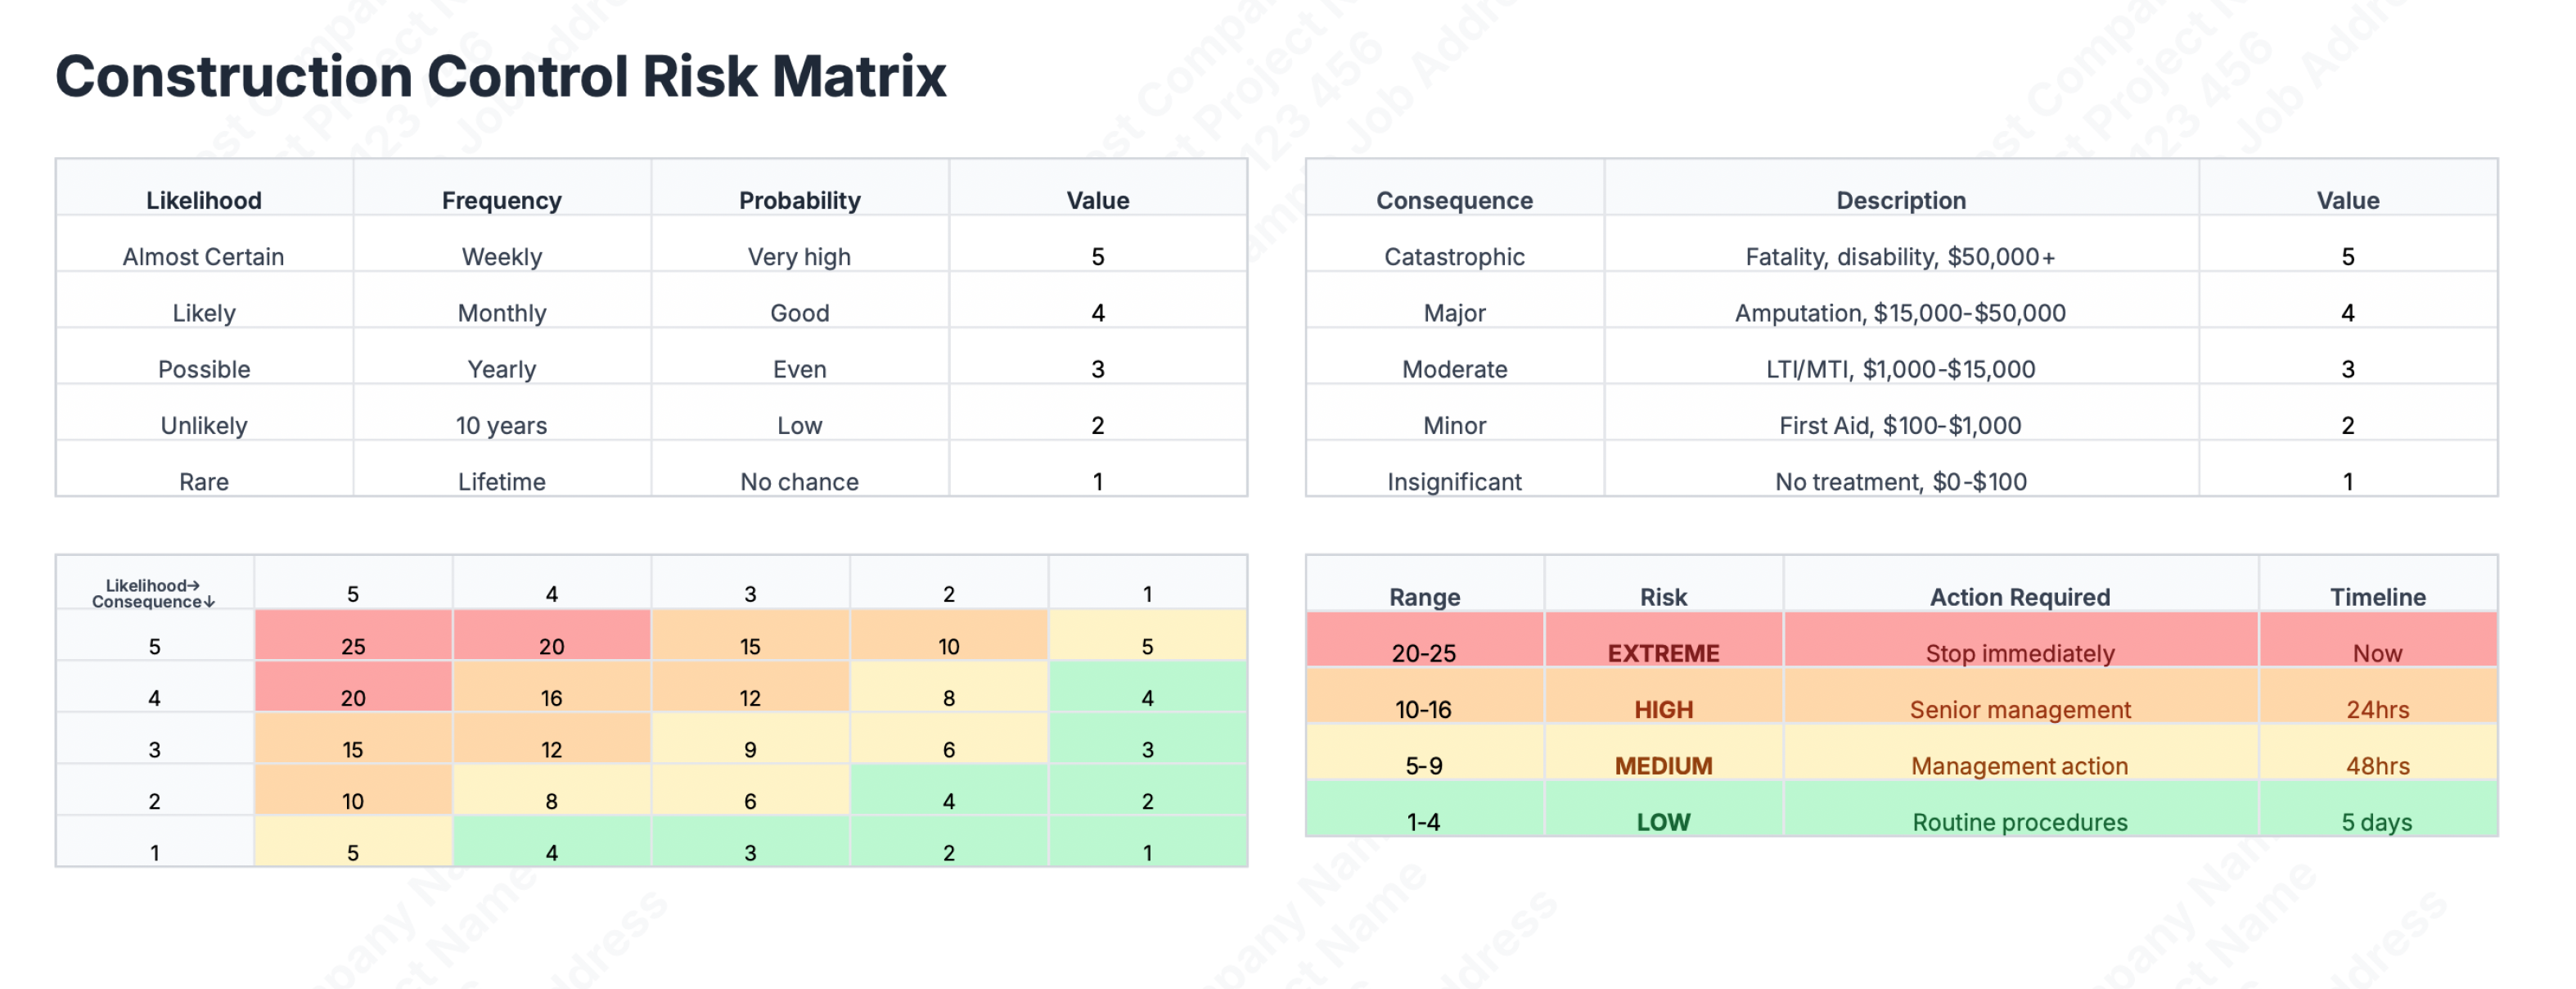 Construction Control Risk Matrix
Likelihood Frequency Probability Value
Almost Certain Weekly Very high 5
Likely Monthly Good 4
Possible Yearly Even 3
Unlikely 10 years Low 2
Rare Lifetime No chance 1
Consequence Description Value
Catastrophic Fatality, disability, $50,000+ 5
Major Amputation, $15,000-$50,000 4
Moderate LTI/MTI, $1,000-$15,000 3
Minor First Aid, $100-$1,000 2
Insignificant No treatment, $0-$100 1
Likelihood→
Consequence↓ 5 4 3 2 1
5 25 20 15 10 5
4 20 16 12 8 4
3 15 12 9 6 3
2 10 8 6 4 2
1 5 4 3 2 1
Range Risk Action Required Timeline
20-25 EXTREME Stop immediately Now
10-16 HIGH Senior management 24hrs
5-9 MEDIUM Management action 48hrs
1-4 LOW Routine procedures 5 days